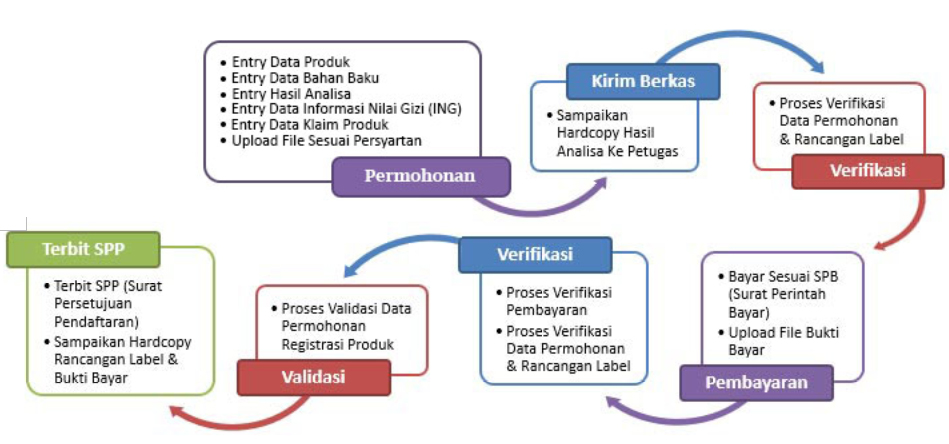 • Entry Data Produk
• Entry Data Bahan Baku
• Entry Hasil Analisa
• Entry Data Informasi Nilai Gizi (ING)
• Entry Data Klaim Produk
• Upload File Sesuai Persyartan
Permohonan
Kirim Berkas
• Sampaikan
Hardcopy Hasil
Analisa Ke Petugas
• Proses Verifikasi
Data Permohonan
& Rancangan Label
Verifikasi
• Bayar Sesuai SPB
(Surat Perintah
Bayar)
• Upload File Bukti
Bayar
Pembayaran
Verifikasi
• Proses Verifikasi
Pembayaran
• Proses Verifikasi
Data Permohonan
& Rancangan Label
• Proses Validasi Data
Permohonan
Registrasi Produk
Validasi
Terbit SPP
• Terbit SPP (Surat
Persetujuan
Pendaftaran)
• Sampaikan Hardcopy
Rancangan Label &
Bukti Bayar